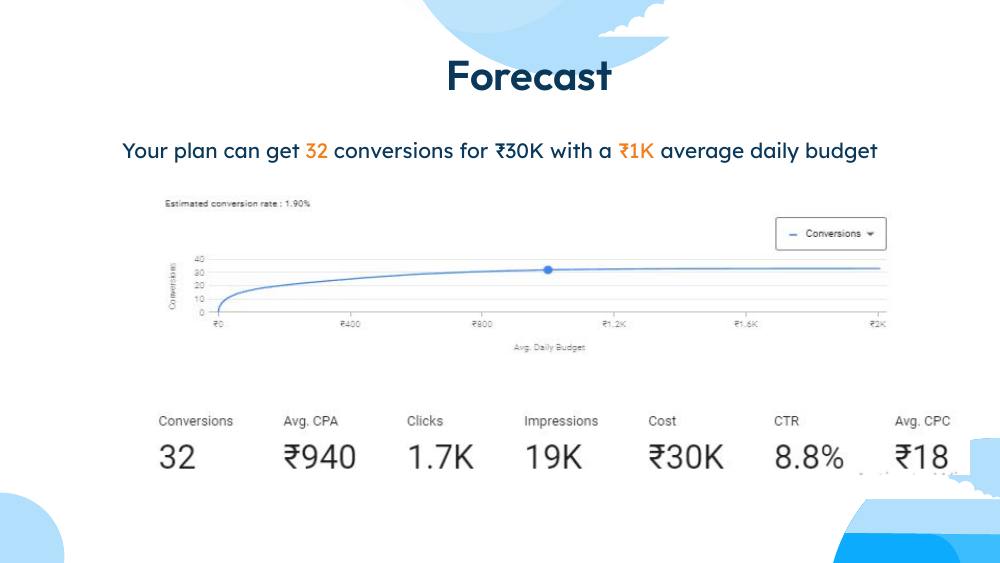 Forecast
Your plan can get 32 conversions for ₹30K with a ₹1K average daily budget
Estimated conversion rate : 1.90%
Conversions
Conversions
40
30
20
10
0
₹0 ₹400 ₹800 ₹1.2K ₹1.6K ₹2K
Avg. Daily Budget
Conversions Avg. CPA Clicks Impressions Cost CTR Avg. CPC
32 ₹940 1.7K 19K ₹30K 8.8% ₹18